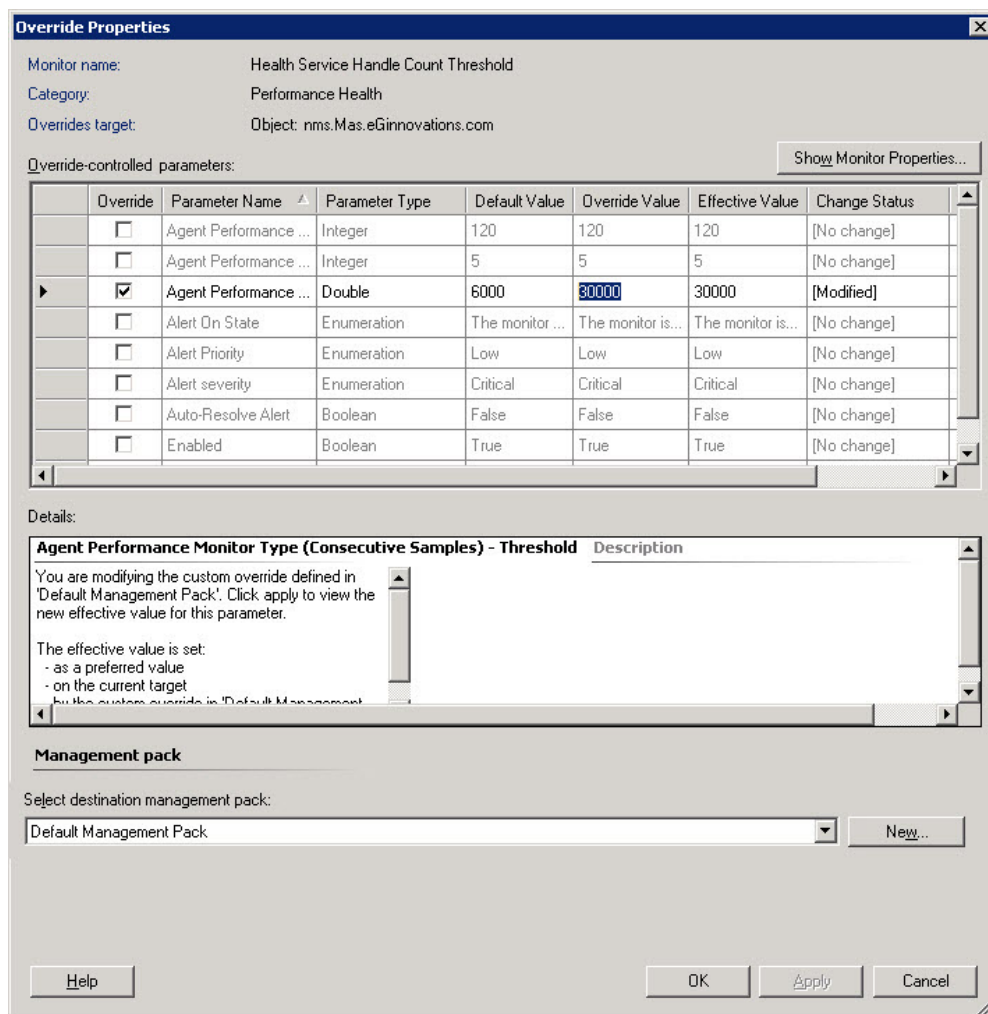 Override Properties
Monitor name: Health Service Handle Count Threshold
Category: Performance Health
Overrides target: Object: nms.Mas.eGinnovations.com
Override-controlled parameters:
Show Monitor Properties...
Override Parameter Name Parameter Type Default Value Override Value Effective Value Change Status
Agent Performance ... Integer 120 120 120 [No change]
Agent Performance ... Integer 5 5 5 [No change]
Agent Performance ... Double 6000 30000 30000 [Modified]
Alert On State Enumeration The monitor ... The monitor is... The monitor is... [No change]
Alert Priority Enumeration Low Low Low [No change]
Alert severity Enumeration Critical Critical Critical [No change]
Auto-Resolve Alert Boolean False False False [No change]
Enabled Boolean True True True [No change]
Details:
Agent Performance Monitor Type (Consecutive Samples) - Threshold Description
You are modifying the custom override defined in
'Default Management Pack'. Click apply to view the
new effective value for this parameter.
The effective value is set:
- as a preferred value
- on the current target
- by the custom override in 'Default Management
Management pack
Select destination management pack:
Default Management Pack
New...
Help
OK
Apply
Cancel